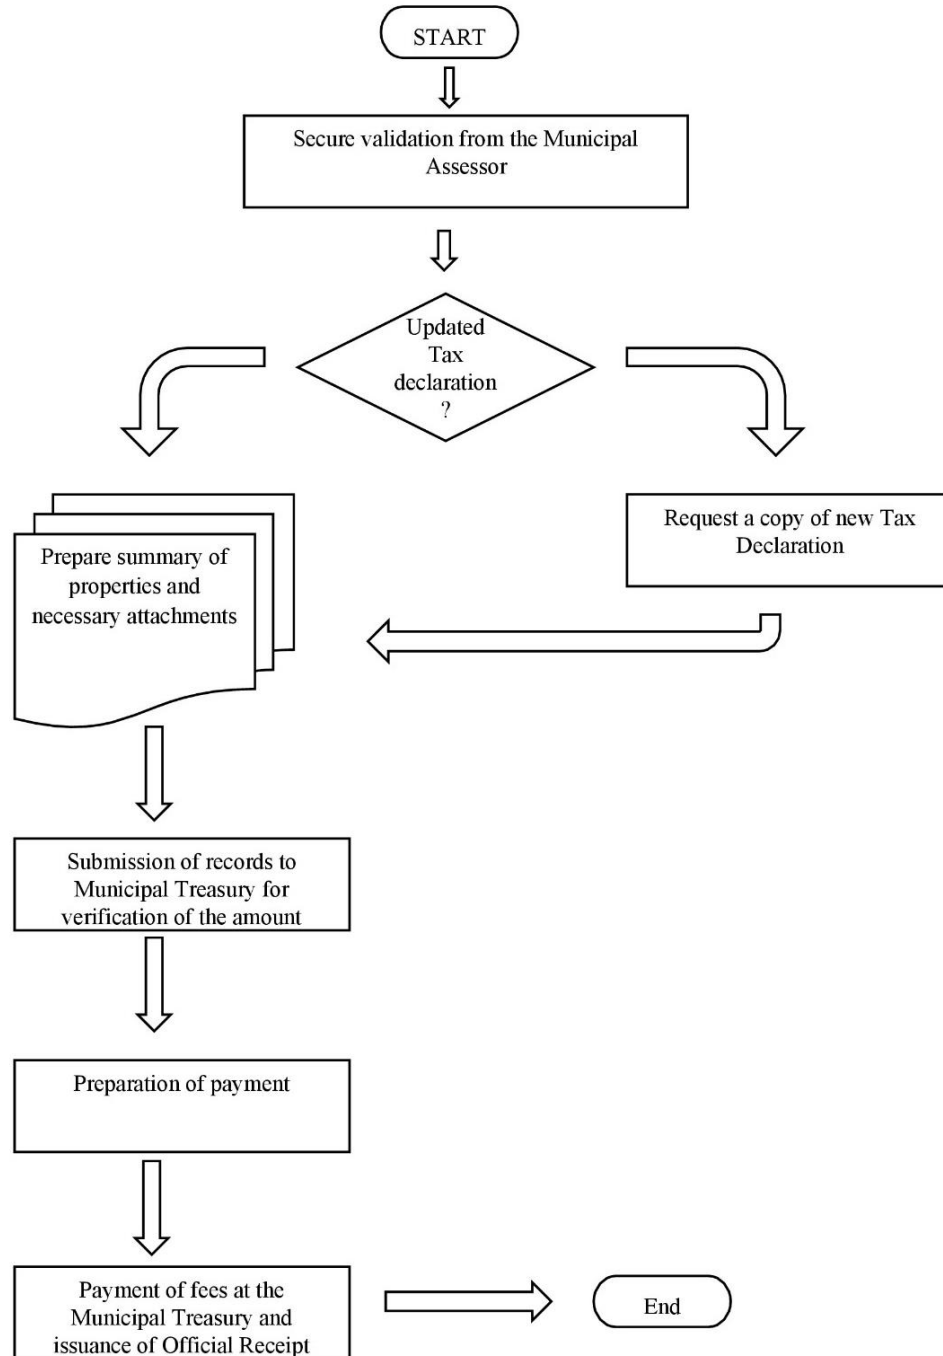 START
Secure validation from the Municipal
Assessor
Updated
Tax
declaration
?
Prepare summary of
properties and
necessary attachments
Request a copy of new Tax
Declaration
Submission of records to
Municipal Treasury for
verification of the amount
Preparation of payment
Payment of fees at the
Municipal Treasury and
issuance of Official Receipt
End